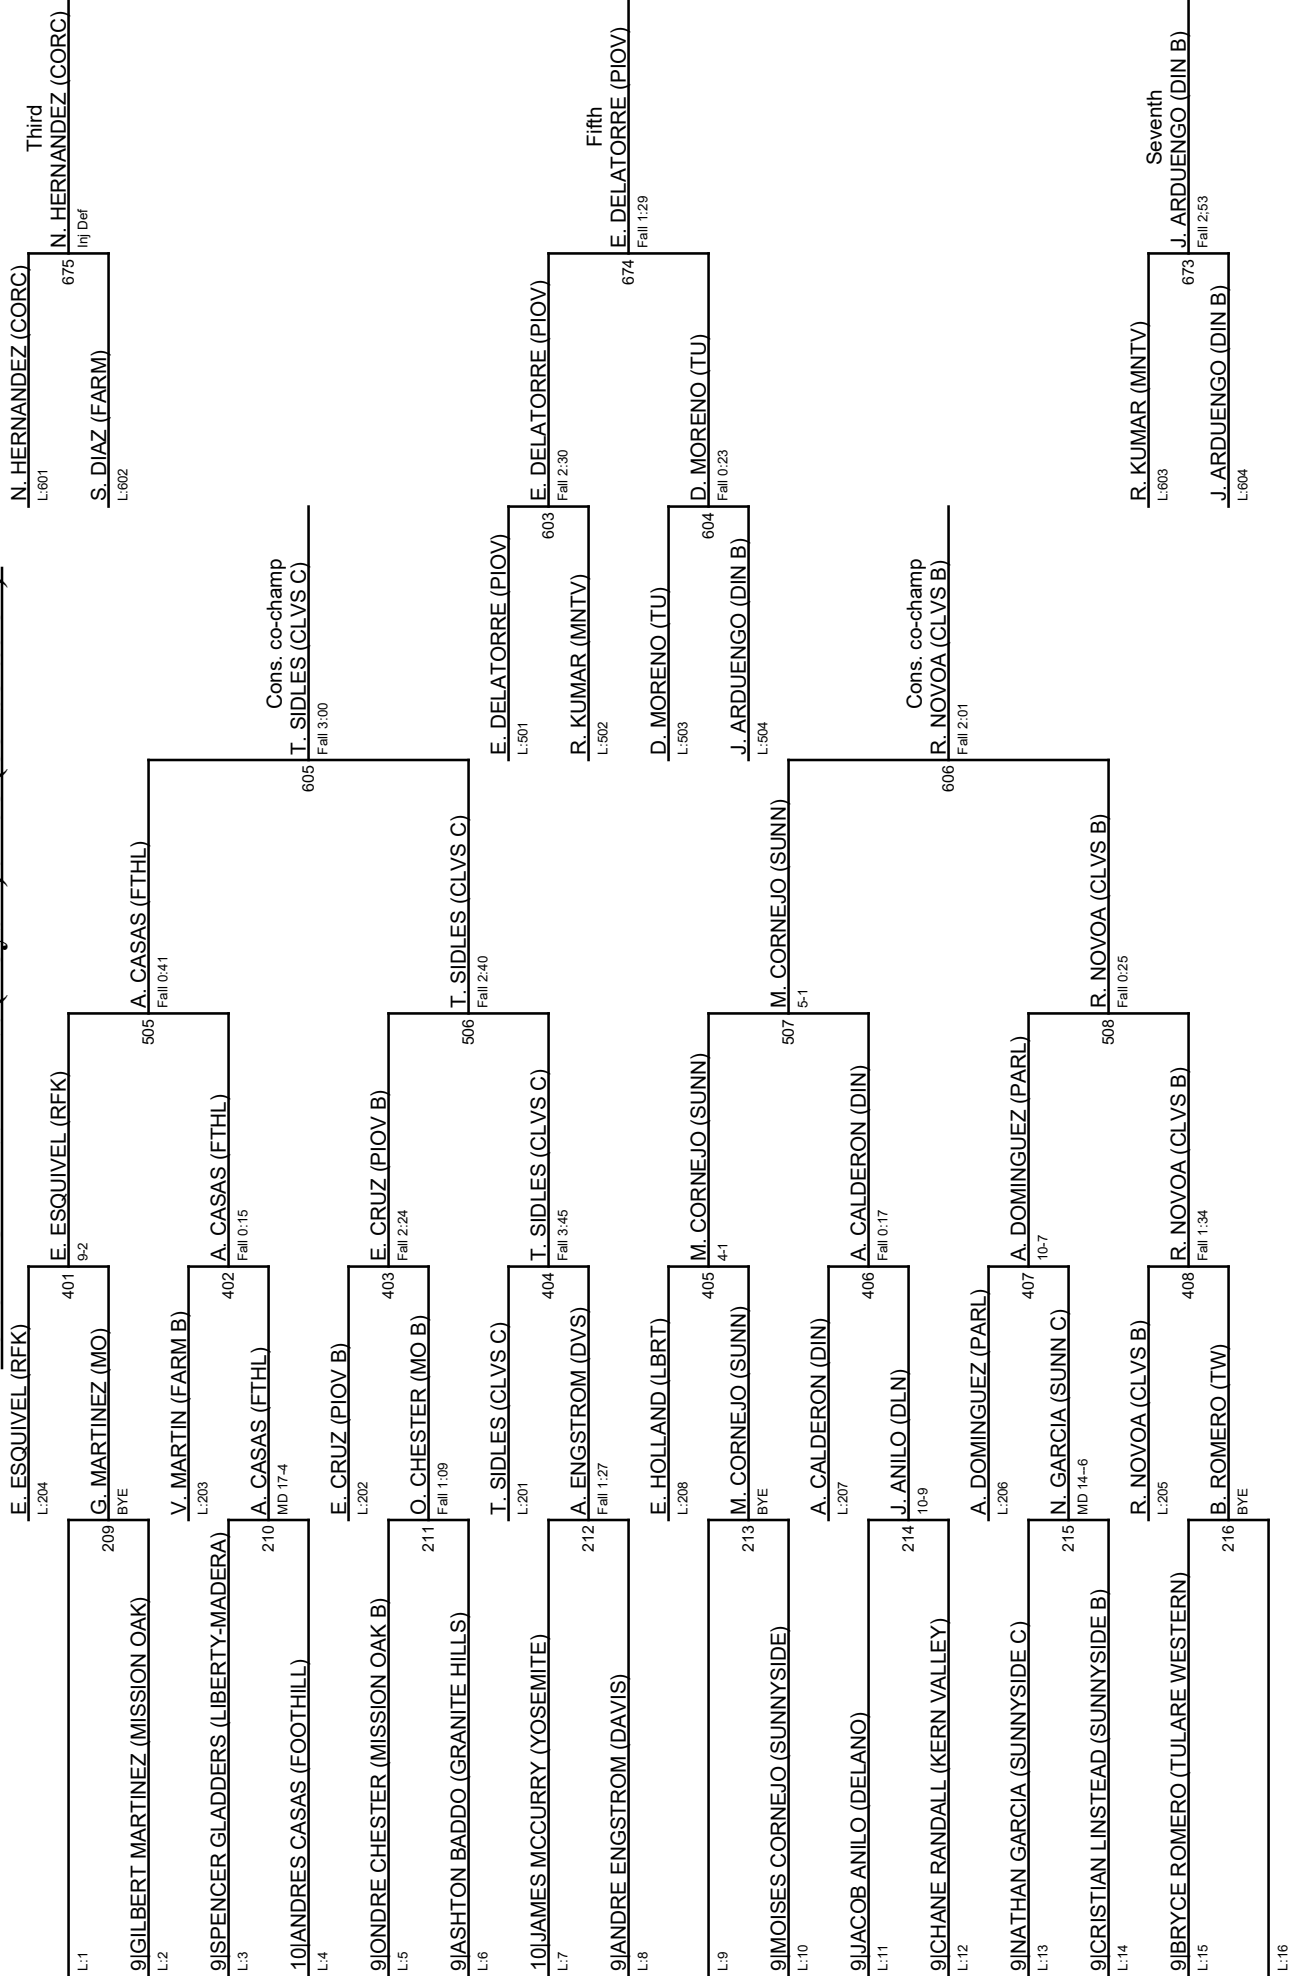 L:1
9|GILBERT MARTINEZ (MISSION OAK)
L:2
9|SPENCER GLADDERS (LIBERTY-MADERA)
L:3
10|ANDRES CASAS (FOOTHILL)
L:4
9|ONDRE CHESTER (MISSION OAK B)
L:5
9|ASHTON BADDO (GRANITE HILLS)
L:6
10|JAMES MCCURRY (YOSEMITE)
L:7
9|ANDRE ENGSTROM (DAVIS)
L:8
L:9
9|MOISES CORNEJO (SUNNYSIDE)
L:10
9|JACOB ANILO (DELANO)
L:11
9|CHANE RANDALL (KERN VALLEY)
L:12
9|NATHAN GARCIA (SUNNYSIDE C)
L:13
9|CRISTIAN LINSTEAD (SUNNYSIDE B)
L:14
9|BRYCE ROMERO (TULARE WESTERN)
L:15
L:16
E. ESQUIVEL (RFK)
L:204
209
G. MARTINEZ (MO)
BYE
V. MARTIN (FARM B)
L:203
210
A. CASAS (FTHL)
MD 17-4
E. CRUZ (PIOV B)
L:202
211
O. CHESTER (MO B)
Fall 1:09
T. SIDLES (CLVS C)
L:201
212
A. ENGSTROM (DVS)
Fall 1:27
E. HOLLAND (LBRT)
L:208
213
M. CORNEJO (SUNN)
BYE
A. CALDERON (DIN)
L:207
214
J. ANILO (DLN)
10-9
A. DOMINGUEZ (PARL)
L:206
215
N. GARCIA (SUNN C)
MD 14--6
R. NOVOA (CLVS B)
L:205
216
B. ROMERO (TW)
BYE
401
E. ESQUIVEL (RFK)
9-2
402
A. CASAS (FTHL)
Fall 0:15
403
E. CRUZ (PIOV B)
Fall 2:24
404
T. SIDLES (CLVS C)
Fall 3:45
405
M. CORNEJO (SUNN)
4-1
406
A. CALDERON (DIN)
Fall 0:17
407
A. DOMINGUEZ (PARL)
10-7
408
R. NOVOA (CLVS B)
Fall 1:34
505
A. CASAS (FTHL)
Fall 0:41
506
T. SIDLES (CLVS C)
Fall 2:40
507
M. CORNEJO (SUNN)
5-1
508
R. NOVOA (CLVS B)
Fall 0:25
605
Cons. co-champ
T. SIDLES (CLVS C)
Fall 3:00
606
Cons. co-champ
R. NOVOA (CLVS B)
Fall 2:01
E. DELATORRE (PIOV)
L:501
R. KUMAR (MNTV)
L:502
D. MORENO (TU)
L:503
J. ARDUENGO (DIN B)
L:504
603
E. DELATORRE (PIOV)
Fall 2:30
604
D. MORENO (TU)
Fall 0:23
N. HERNANDEZ (CORC)
L:601
S. DIAZ (FARM)
L:602
675
Third
N. HERNANDEZ (CORC)
Inj Def
674
Fifth
E. DELATORRE (PIOV)
Fall 1:29
R. KUMAR (MNTV)
L:603
J. ARDUENGO (DIN B)
L:604
673
Seventh
J. ARDUENGO (DIN B)
Fall 2;53